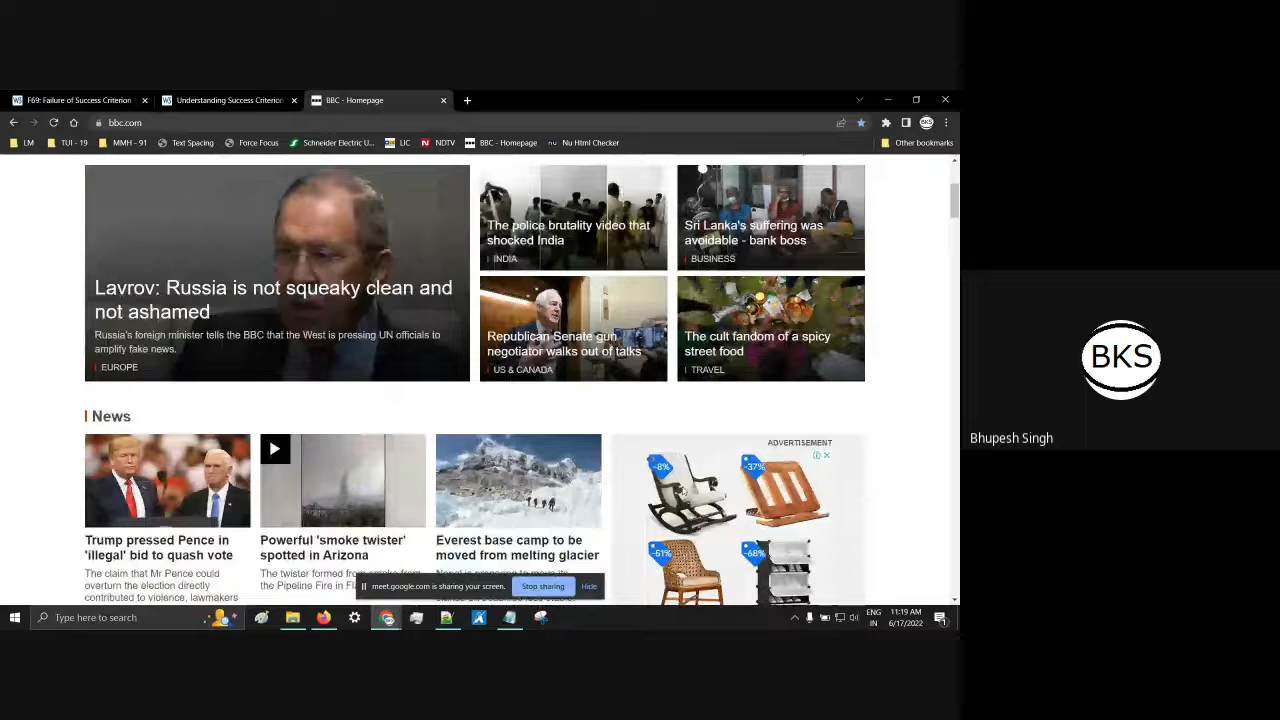 F69: Failure of Success Criterion
Understanding Success Criterion
BBC - Homepage
bbc.com
BKS
LM
TUI - 19
MMH - 91
Text Spacing
Force Focus
Schneider Electric U...
LIC
NDTV
BBC - Homepage
Nu Html Checker
Other bookmarks
Lavrov: Russia is not squeaky clean and
not ashamed
Russia's foreign minister tells the BBC that the West is pressing UN officials to
amplify fake news.
EUROPE
The police brutality video that
shocked India
INDIA
Sri Lanka's suffering was
avoidable - bank boss
BUSINESS
Republican Senate gun
negotiator walks out of talks
US & CANADA
The cult fandom of a spicy
street food
TRAVEL
News
Trump pressed Pence in
'illegal' bid to quash vote
The claim that Mr Pence could
overturn the election directly
contributed to violence, lawmakers
Powerful 'smoke twister'
spotted in Arizona
The twister formed from smoke from
the Pipeline Fire in
Everest base camp to be
moved from melting glacier
ADVERTISEMENT
-8%
-37%
-51%
-68%
meet.google.com is sharing your screen.
Stop sharing
Hide
Type here to search
ENG
IN
11:19 AM
6/17/2022
BKS
Bhupesh Singh